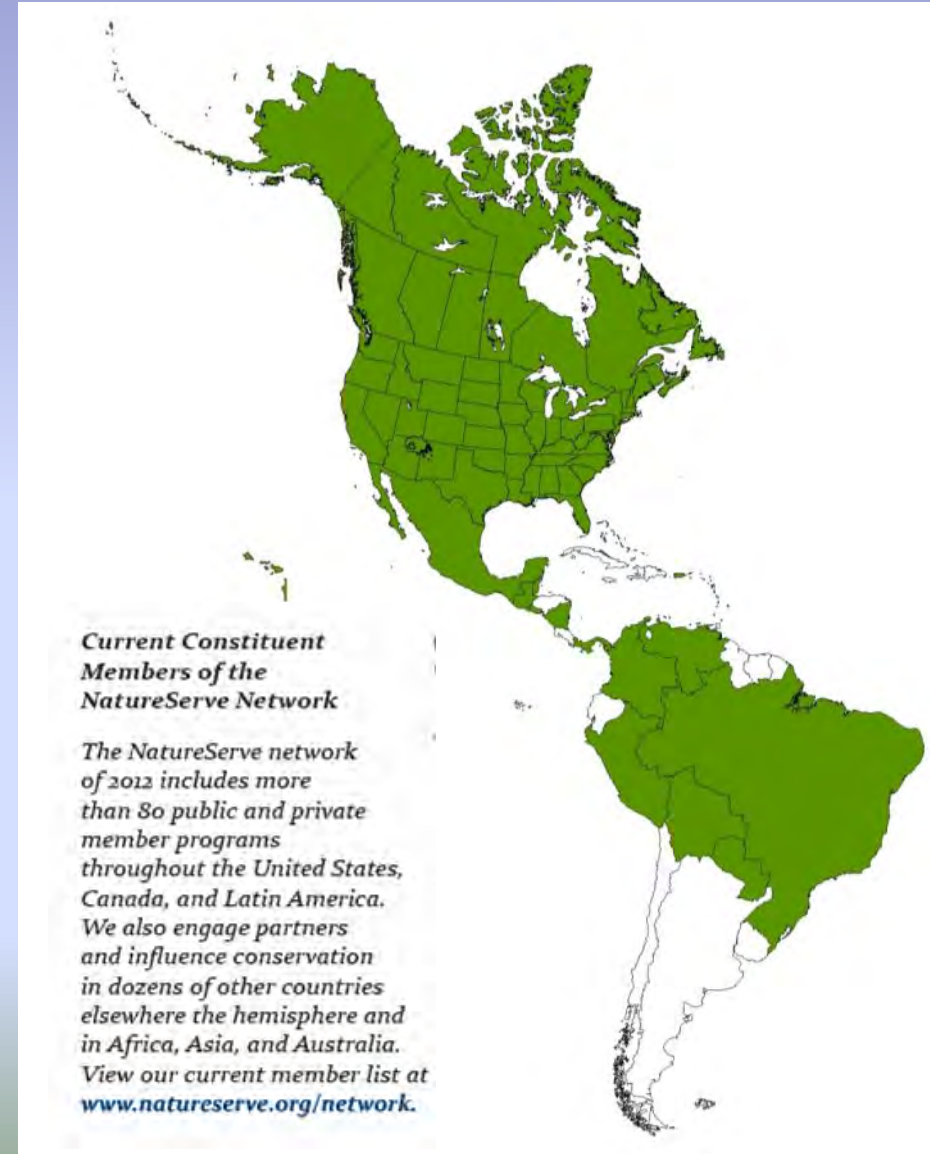 Current Constituent
Members of the
NatureServe Network
The NatureServe network
of 2012 includes more
than 80 public and private
member programs
throughout the United States,
Canada, and Latin America.
We also engage partners
and influence conservation
in dozens of other countries
elsewhere the hemisphere and
in Africa, Asia, and Australia.
View our current member list at
www.natureserve.org/network.